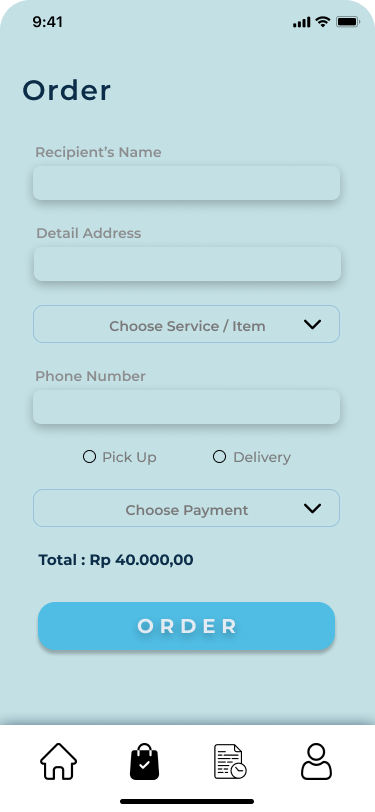 9:41
Order
Recipient’s Name
Detail Address
Choose Service / Item
Phone Number
Pick Up Delivery
Choose Payment
Total : Rp 40.000,00
ORDER